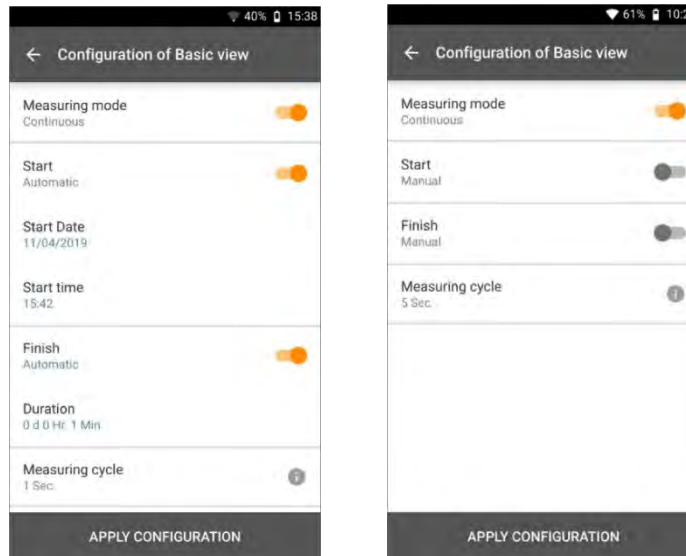 40% 15:38
← Configuration of Basic view
Measuring mode
Continuous
Start
Automatic
Start Date
11/04/2019
Start time
15:42
Finish
Automatic
Duration
0 d 0 Hr. 1 Min.
Measuring cycle
1 Sec.
APPLY CONFIGURATION
61% 10:2
← Configuration of Basic view
Measuring mode
Continuous
Start
Manual
Finish
Manual
Measuring cycle
5 Sec.
APPLY CONFIGURATION